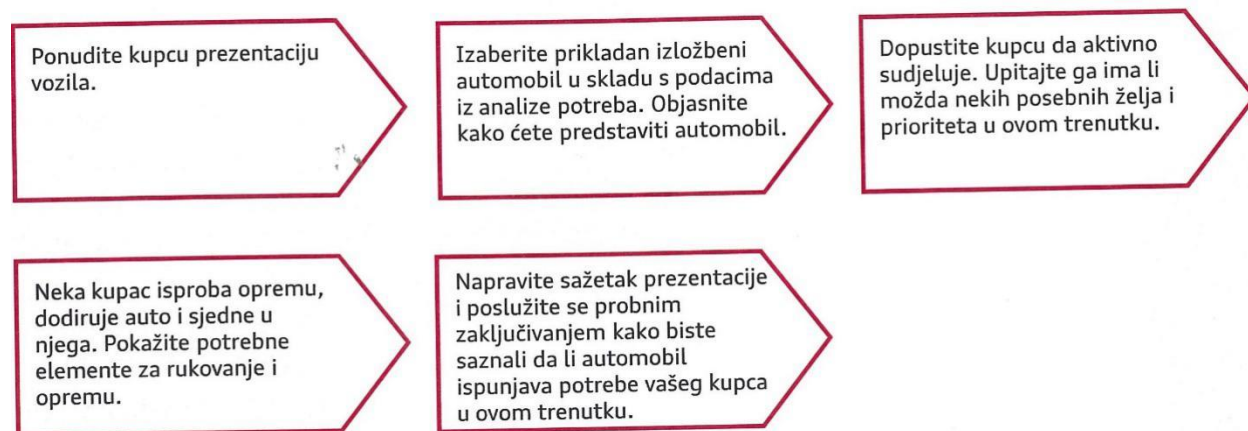 Ponudite kupcu prezentaciju
vozila.
Izaberite prikladan izložbeni
automobil u skladu s podacima
iz analize potreba. Objasnite
kako ćete predstaviti automobil.
Dopustite kupcu da aktivno
sudjeluje. Upitajte ga ima li
možda nekih posebnih želja i
prioriteta u ovom trenutku.
Neka kupac isproba opremu,
dodiruje auto i sjedne u
njega. Pokažite potrebne
elemente za rukovanje i
opremu.
Napravite sažetak prezentacije
i poslužite se probnim
zaključivanjem kako biste
saznali da li automobil
ispunjava potrebe vašeg kupca
u ovom trenutku.